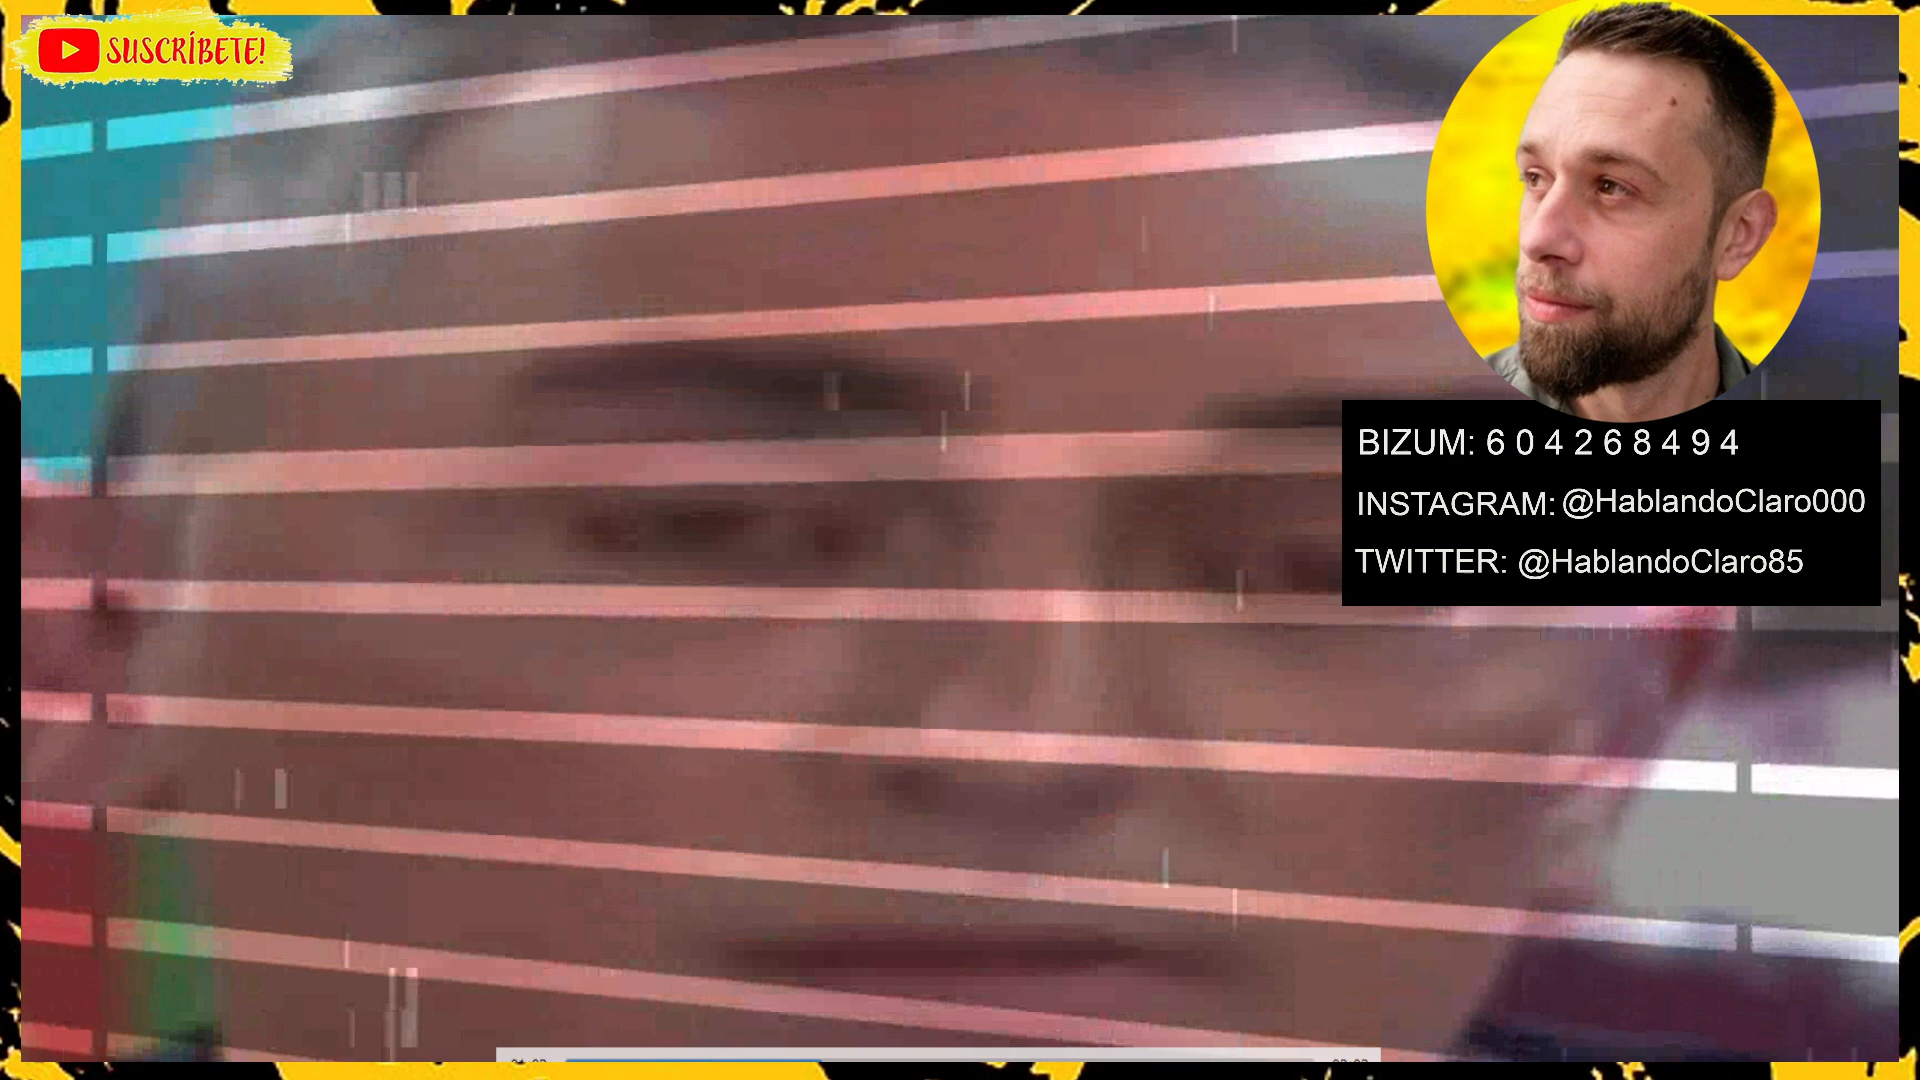 SUSCRÍBETE!
BIZUM: 6 0 4 2 6 8 4 9 4
INSTAGRAM: @HablandoClaro000
TWITTER: @HablandoClaro85